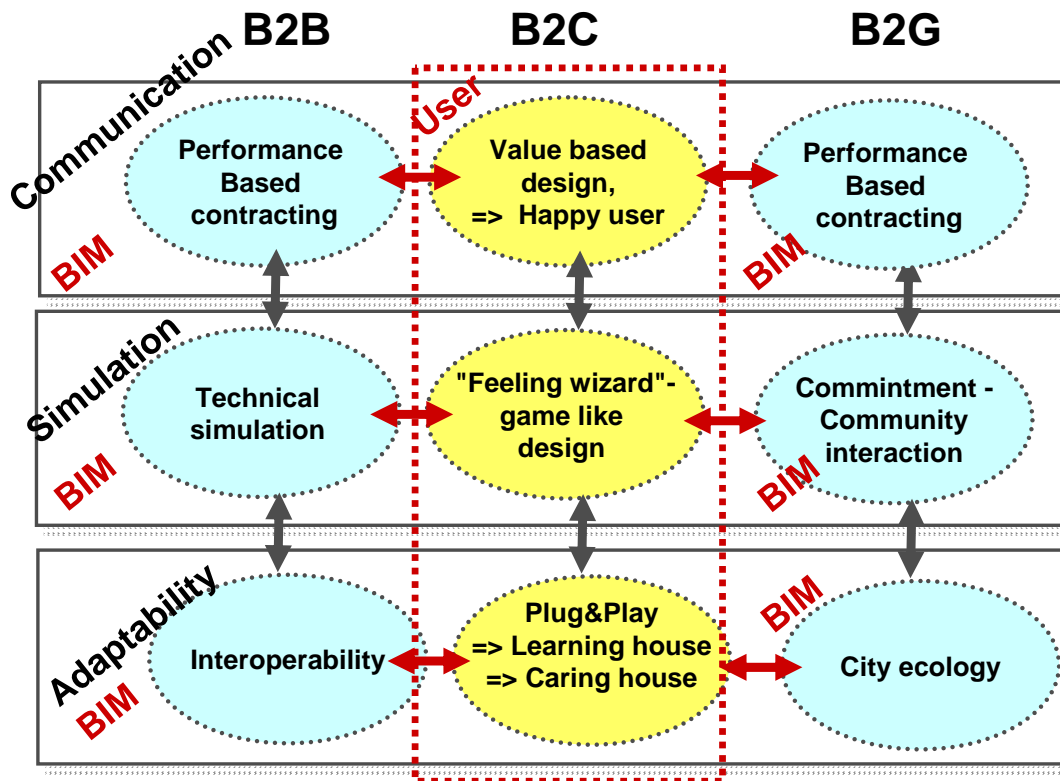 B2B
B2C
B2G
Communication
User
Performance
Based
contracting
Value based
design,
=> Happy user
Performance
Based
contracting
BIM
BIM
Simulation
Technical
simulation
"Feeling wizard"-
game like
design
Commintment -
Community
interaction
BIM
BIM
Adaptability
Interoperability
Plug&Play
=> Learning house
=> Caring house
BIM
City ecology
BIM